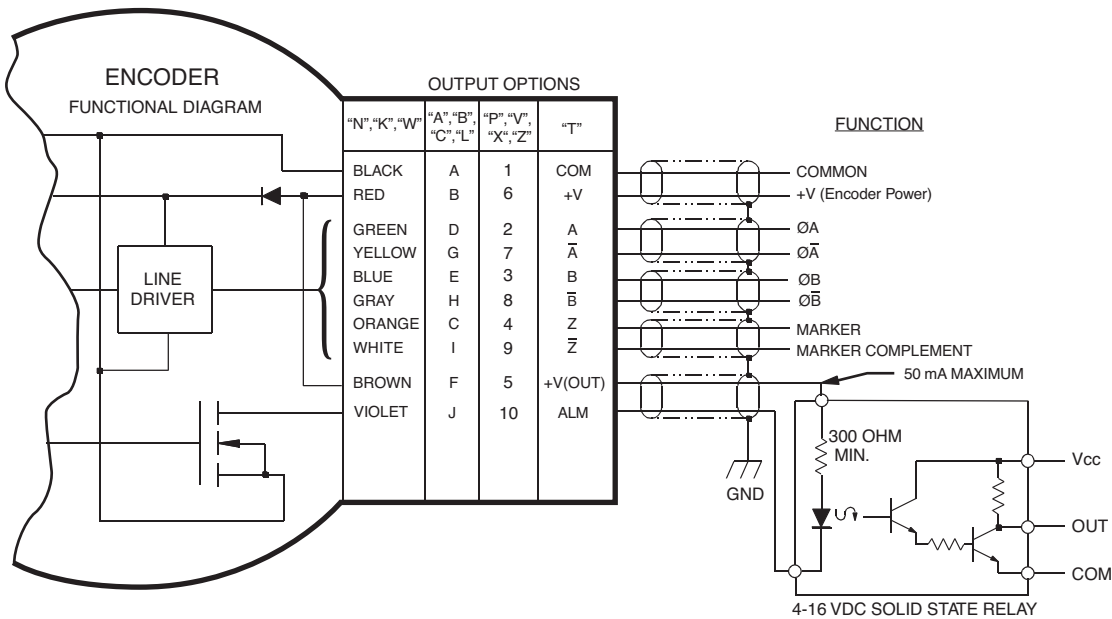 ENCODER
FUNCTIONAL DIAGRAM
LINE
DRIVER
OUTPUT OPTIONS
“N”,“K”,“W” “A”,“B”, “P”,“V”, “T”
“C”,“L” “X“,“Z”
BLACK A 1 COM
RED B 6 +V
GREEN D 2 A
YELLOW G 7 A̅
BLUE E 3 B
GRAY H 8 B̅
ORANGE C 4 Z
WHITE I 9 Z̅
BROWN F 5 +V(OUT)
VIOLET J 10 ALM
FUNCTION
COMMON
+V (Encoder Power)
ØA
ØA̅
ØB
ØB̅
MARKER
MARKER COMPLEMENT
50 mA MAXIMUM
300 OHM
MIN.
GND
Vcc
OUT
COM
4-16 VDC SOLID STATE RELAY